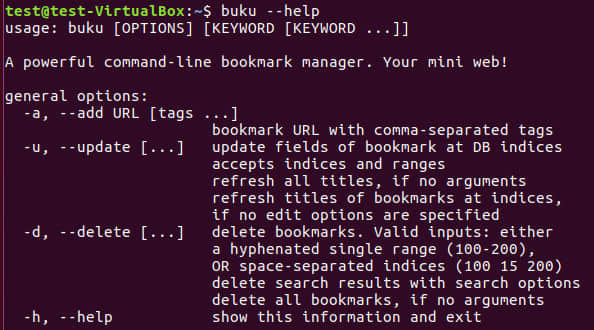 test@test-VirtualBox:~$ buku --help
usage: buku [OPTIONS] [KEYWORD [KEYWORD ...]]
A powerful command-line bookmark manager. Your mini web!
general options:
-a, --add URL [tags ...]
bookmark URL with comma-separated tags
-u, --update [...] update fields of bookmark at DB indices
accepts indices and ranges
refresh all titles, if no arguments
refresh titles of bookmarks at indices,
if no edit options are specified
-d, --delete [...] delete bookmarks. Valid inputs: either
a hyphenated single range (100-200),
OR space-separated indices (100 15 200)
delete search results with search options
delete all bookmarks, if no arguments
-h, --help show this information and exit